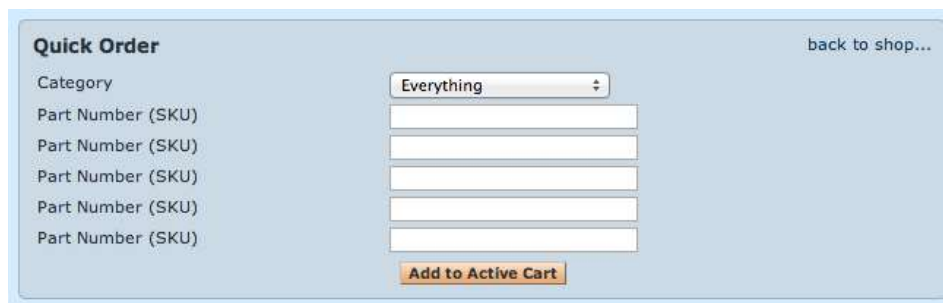 Quick Order back to shop...
Category Everything
Part Number (SKU)
Part Number (SKU)
Part Number (SKU)
Part Number (SKU)
Part Number (SKU)
Add to Active Cart